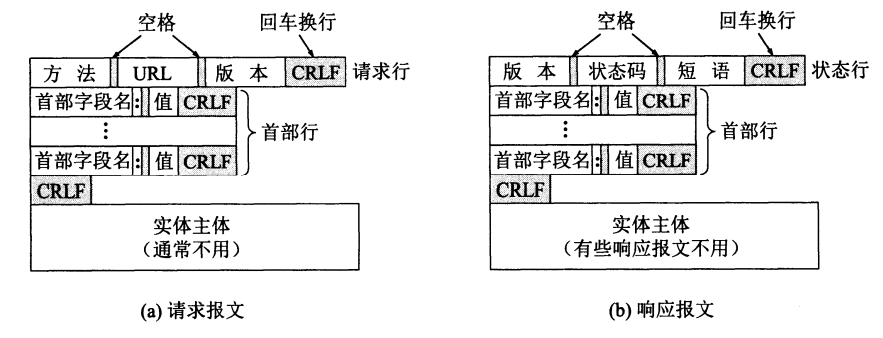 空格 回车换行
方 法 URL 版 本 CRLF 请求行
首部字段名: 值 CRLF
⋮ 首部行
首部字段名: 值 CRLF
CRLF
实体主体
（通常不用）
(a) 请求报文
空格 回车换行
版 本 状态码 短 语 CRLF 状态行
首部字段名: 值 CRLF
⋮ 首部行
首部字段名: 值 CRLF
CRLF
实体主体
（有些响应报文不用）
(b) 响应报文